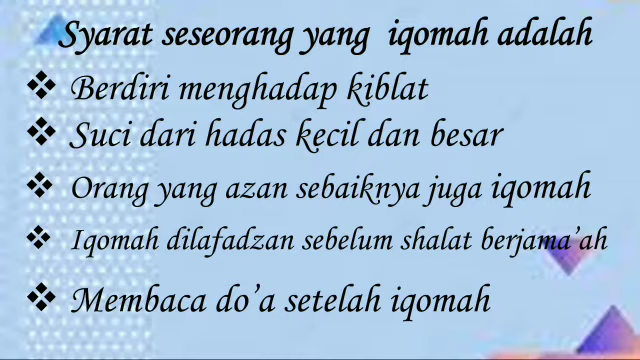 Syarat seseorang yang iqomah adalah
❖ Berdiri menghadap kiblat
❖ Suci dari hadas kecil dan besar
❖ Orang yang azan sebaiknya juga iqomah
❖ Iqomah dilafadzan sebelum shalat berjama'ah
❖ Membaca do'a setelah iqomah